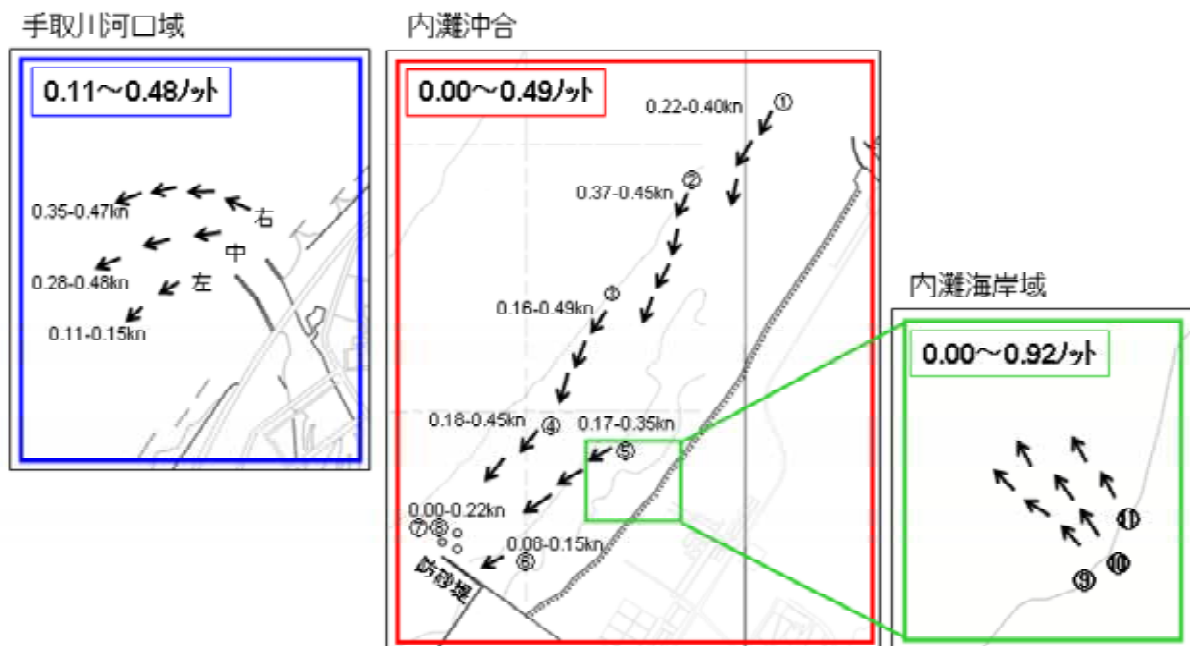 手取川河口域
0.11～0.48ノット
0.35-0.47kn
右
中
0.28-0.48kn
左
0.11-0.15kn
内灘沖合
0.00～0.49ノット
0.22-0.40kn
①
②
0.37-0.45kn
③
0.16-0.49kn
0.18-0.45kn
④
0.17-0.35kn
⑤
0.00-0.22kn
⑦⑧
0.08-0.15kn
⑥
防砂堤
内灘海岸域
0.00～0.92ノット
⑪
⑩
⑨